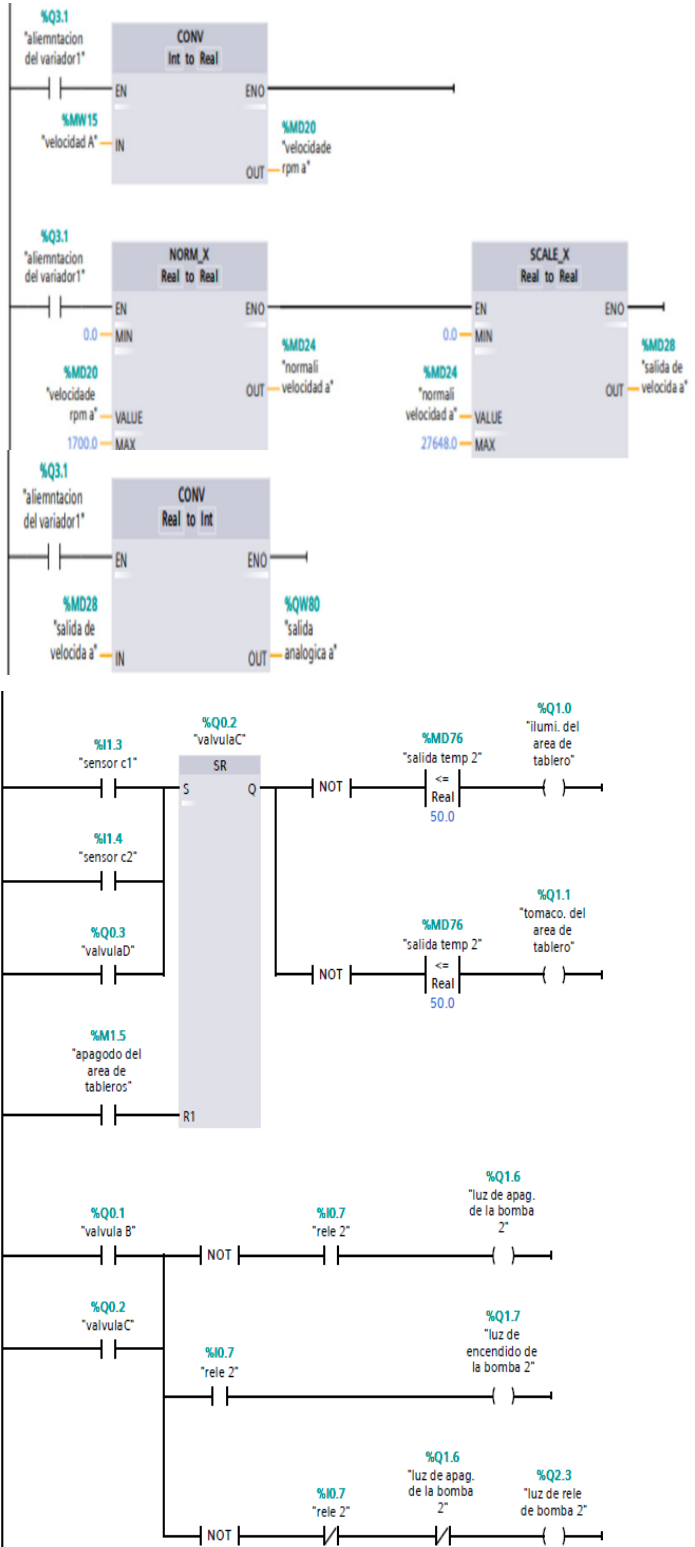 %Q3.1
"aliemntacion
del variador1"
CONV
Int to Real
EN
ENO
%MW15
"velocidad A"
IN
%MD20
"velocidade
rpm a"
OUT
%Q3.1
"aliemntacion
del variador1"
NORM_X
Real to Real
EN
ENO
0.0
MIN
%MD24
"normali
velocidad a"
OUT
%MD20
"velocidade
rpm a"
VALUE
1700.0
MAX
SCALE_X
Real to Real
EN
ENO
0.0
MIN
%MD28
"salida de
velocida a"
OUT
%MD24
"normali
velocidad a"
VALUE
27648.0
MAX
%Q3.1
"aliemntacion
del variador1"
CONV
Real to Int
EN
ENO
%MD28
"salida de
velocida a"
IN
%QW80
"salida
analogica a"
OUT
%I1.3
"sensor c1"
%Q0.2
"valvulaC"
SR
S
Q
NOT
%MD76
"salida temp 2"
<=
Real
50.0
%Q1.0
"ilumi. del
area de
tablero"
%I1.4
"sensor c2"
%Q0.3
"valvulaD"
NOT
%MD76
"salida temp 2"
<=
Real
50.0
%Q1.1
"tomaco. del
area de
tablero"
%M1.5
"apagodo del
area de
tableros"
R1
%Q0.1
"valvula B"
NOT
%I0.7
"rele 2"
%Q1.6
"luz de apag.
de la bomba
2"
%Q0.2
"valvulaC"
%I0.7
"rele 2"
%Q1.7
"luz de
encendido de
la bomba 2"
NOT
%I0.7
"rele 2"
%Q1.6
"luz de apag.
de la bomba
2"
%Q2.3
"luz de rele
de bomba 2"